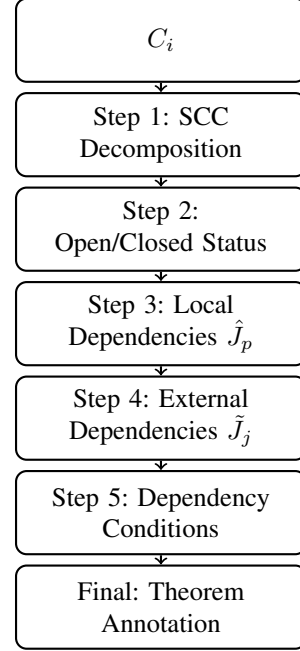 C_i
Step 1: SCC
Decomposition
Step 2:
Open/Closed Status
Step 3: Local
Dependencies Ĵ_p
Step 4: External
Dependencies J̃_j
Step 5: Dependency
Conditions
Final: Theorem
Annotation